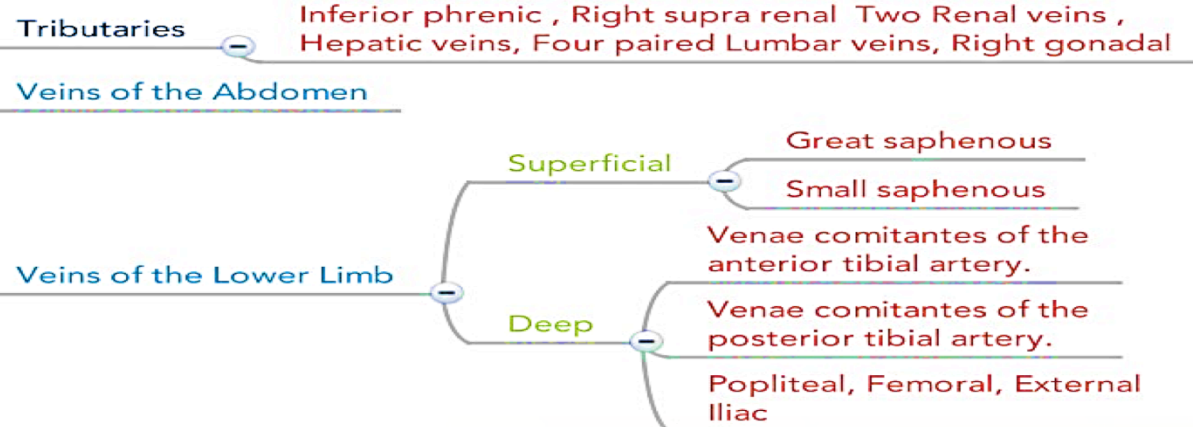 Tributaries
Inferior phrenic , Right supra renal Two Renal veins ,
Hepatic veins, Four paired Lumbar veins, Right gonadal
Veins of the Abdomen
Superficial
Great saphenous
Small saphenous
Veins of the Lower Limb
Deep
Venae comitantes of the
anterior tibial artery.
Venae comitantes of the
posterior tibial artery.
Popliteal, Femoral, External
Iliac